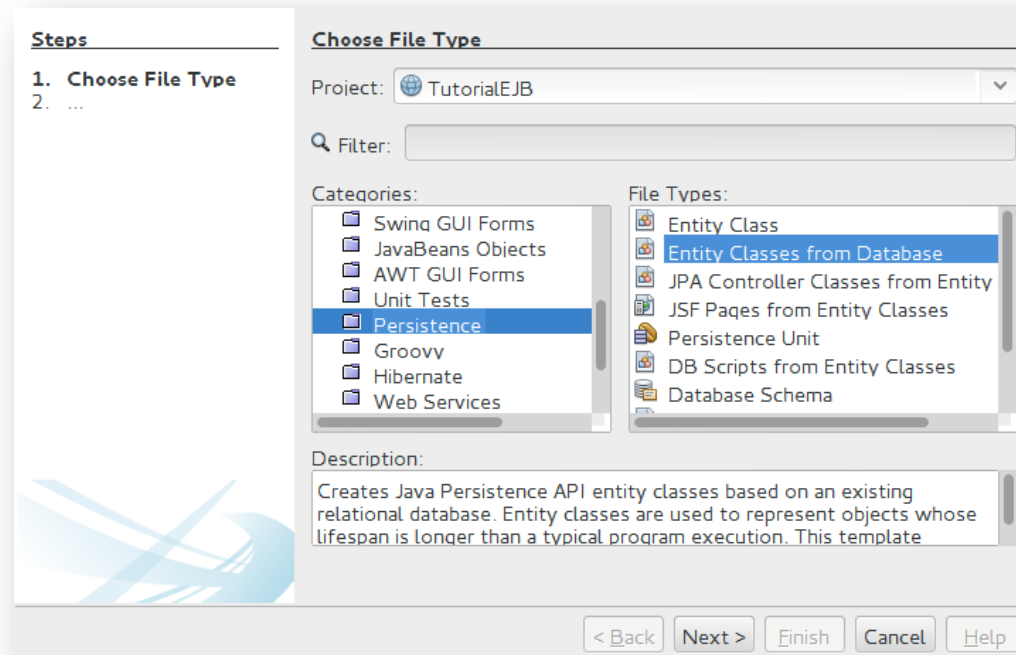 Steps
1. Choose File Type
2. ...
Choose File Type
Project: TutorialEJB
Filter:
Categories:
Swing GUI Forms
JavaBeans Objects
AWT GUI Forms
Unit Tests
Persistence
Groovy
Hibernate
Web Services
File Types:
Entity Class
Entity Classes from Database
JPA Controller Classes from Entity
JSF Pages from Entity Classes
Persistence Unit
DB Scripts from Entity Classes
Database Schema
Description:
Creates Java Persistence API entity classes based on an existing
relational database. Entity classes are used to represent objects whose
lifespan is longer than a typical program execution. This template
< Back Next > Finish Cancel Help